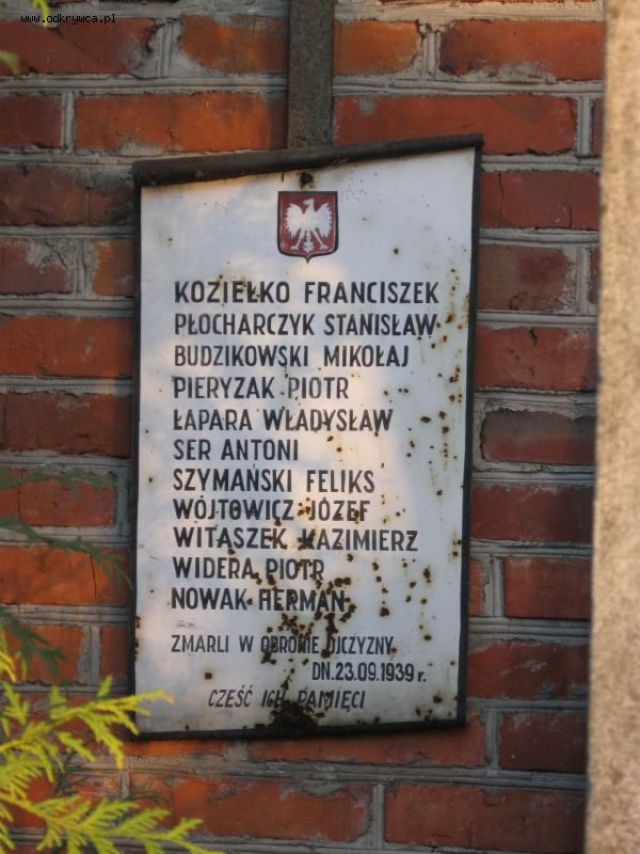 www.odkrywca.pl
KOZIEŁKO FRANCISZEK
PŁOCHARCZYK STANISŁAW
BUDZIKOWSKI MIKOŁAJ
PIERYZAK PIOTR
ŁAPARA WŁADYSŁAW
SER ANTONI
SZYMAŃSKI FELIKS
WÓJTOWICZ JÓZEF
WITASZEK KAZIMIERZ
WIDERA PIOTR
NOWAK HERMAN
ZMARLI W OBRONIE OJCZYZNY
DN. 23.09.1939 r.
CZEŚĆ ICH PAMIĘCI